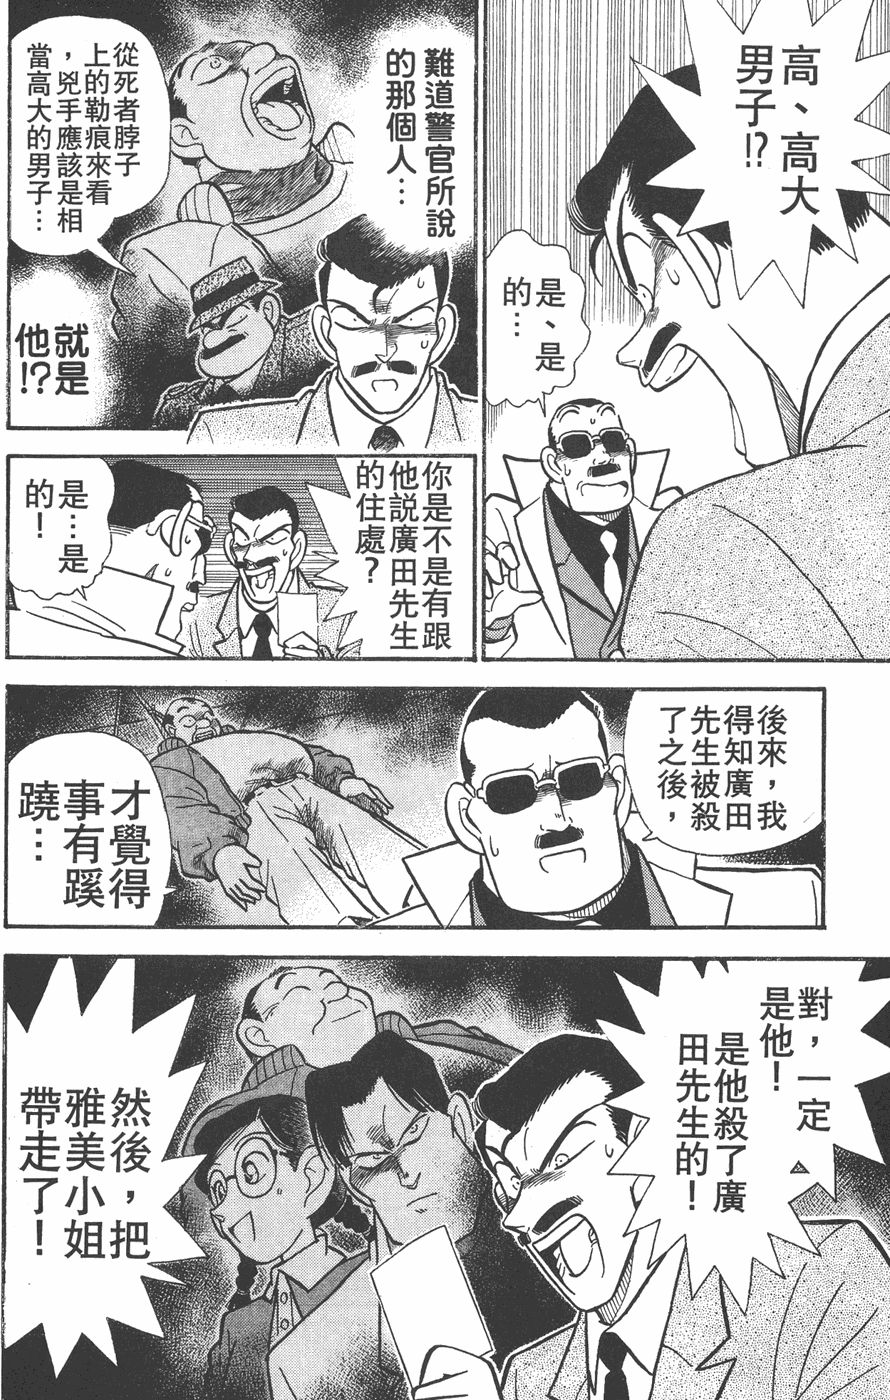 高、高大
男子!?
是、是
的…
難道警官所說
的那個人…
從死者脖子
上的勒痕來看
，兇手應該是相
當高大的男子…
就是
他!?
你是不是有跟
他說廣田先生
的住處？
是…是
的！
後來，我
得知廣田
先生被殺
了之後，
才覺得
事有蹊
蹺…
對，一定
是他！
是他殺了廣
田先生的！
然後，把
雅美小姐
帶走了！